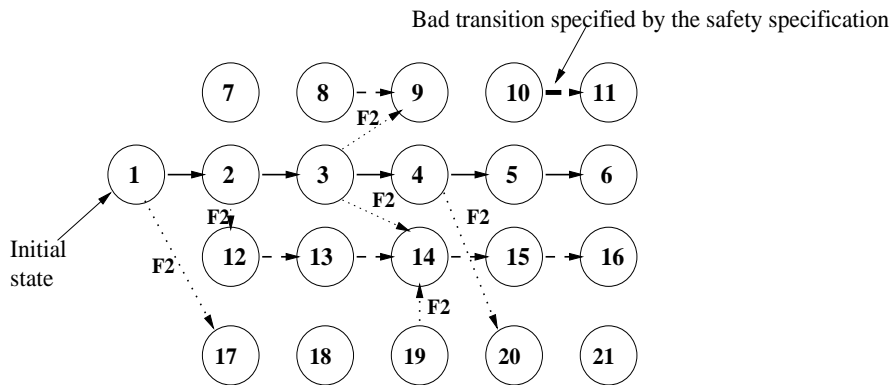 Bad transition specified by the safety specification
7 8 9 10 11
F2
1 2 3 4 5 6
F2 F2 F2
Initial
state
12 13 14 15 16
F2
F2
17 18 19 20 21